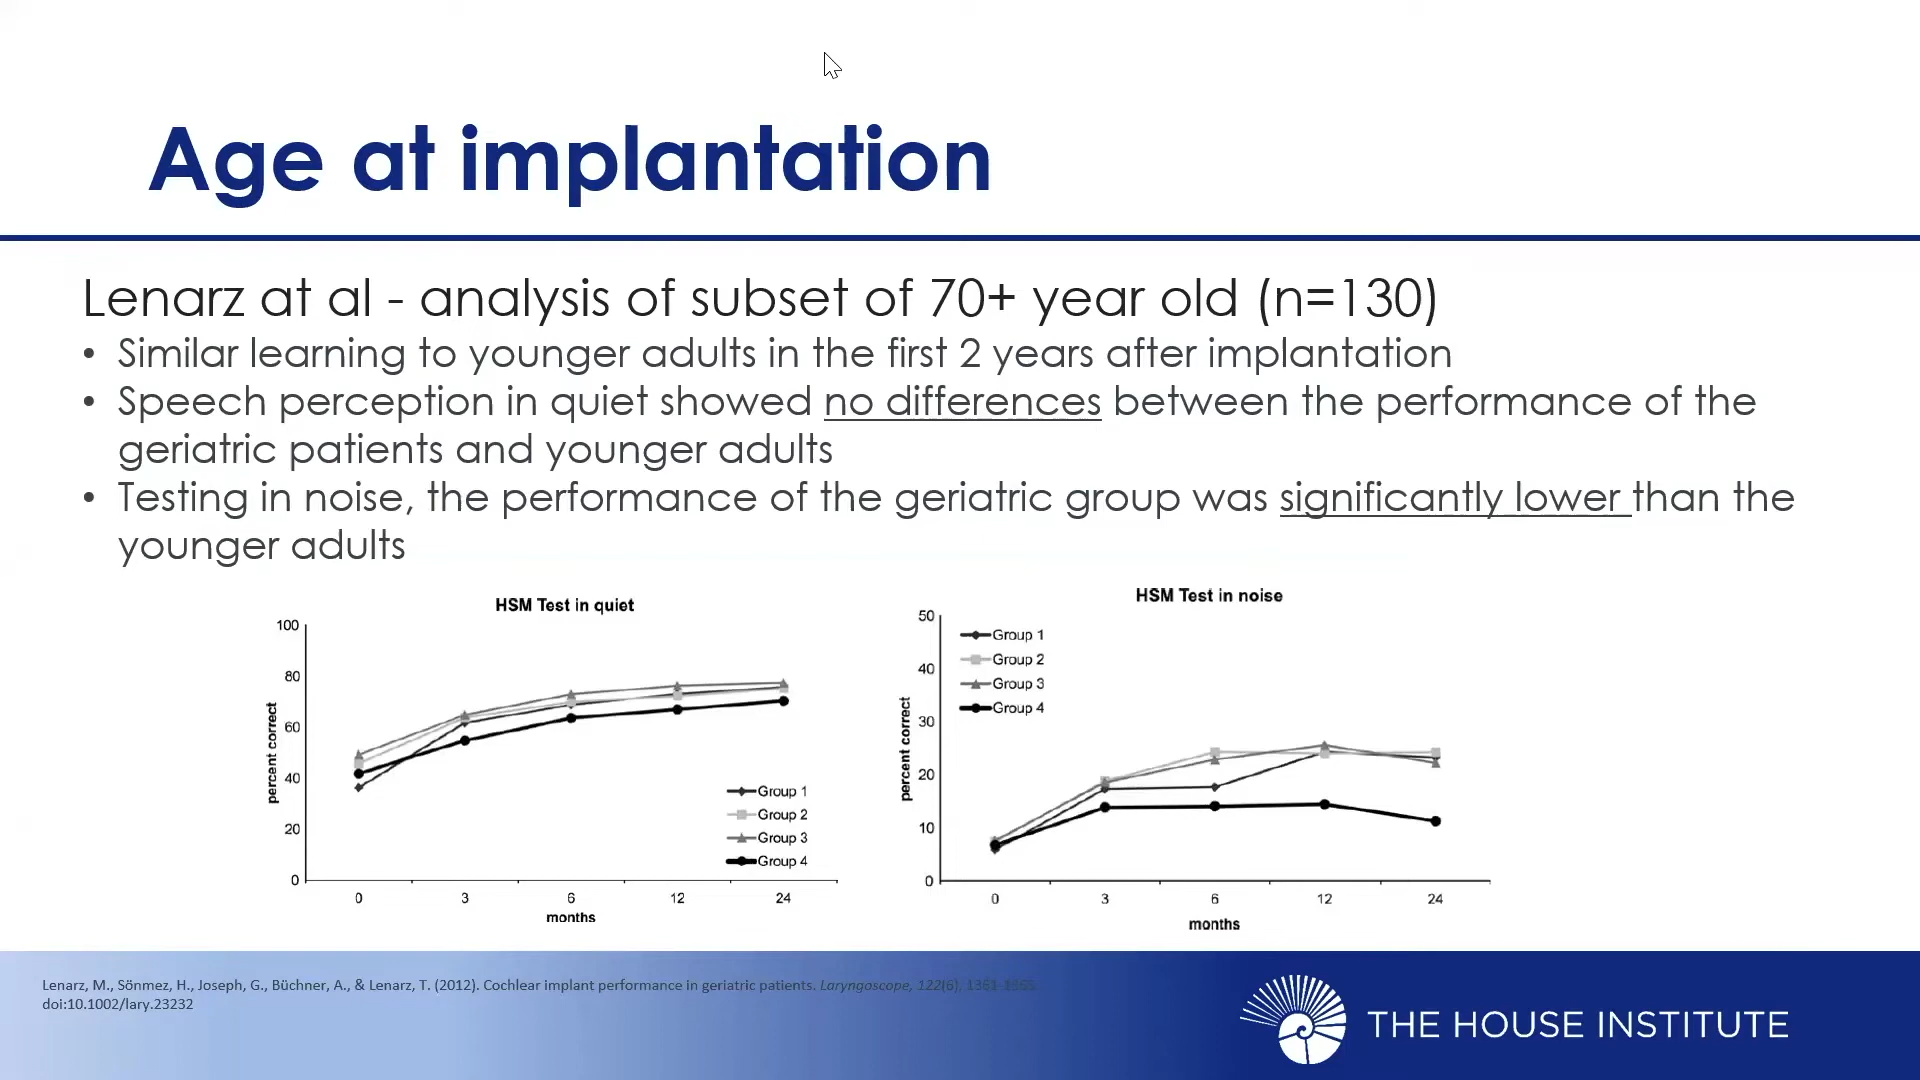 Age at implantation
Lenarz at al - analysis of subset of 70+ year old (n=130)
• Similar learning to younger adults in the first 2 years after implantation
• Speech perception in quiet showed no differences between the performance of the
geriatric patients and younger adults
• Testing in noise, the performance of the geriatric group was significantly lower than the
younger adults
HSM Test in quiet
100
80
60
40
20
0
percent correct
0 3 6 12 24
months
Group 1
Group 2
Group 3
Group 4
HSM Test in noise
50
40
30
20
10
0
percent correct
0 3 6 12 24
months
Group 1
Group 2
Group 3
Group 4
Lenarz, M., Sönmez, H., Joseph, G., Büchner, A., & Lenarz, T. (2012). Cochlear implant performance in geriatric patients. Laryngoscope, 122(6), 1361-1365.
doi:10.1002/lary.23232
THE HOUSE INSTITUTE